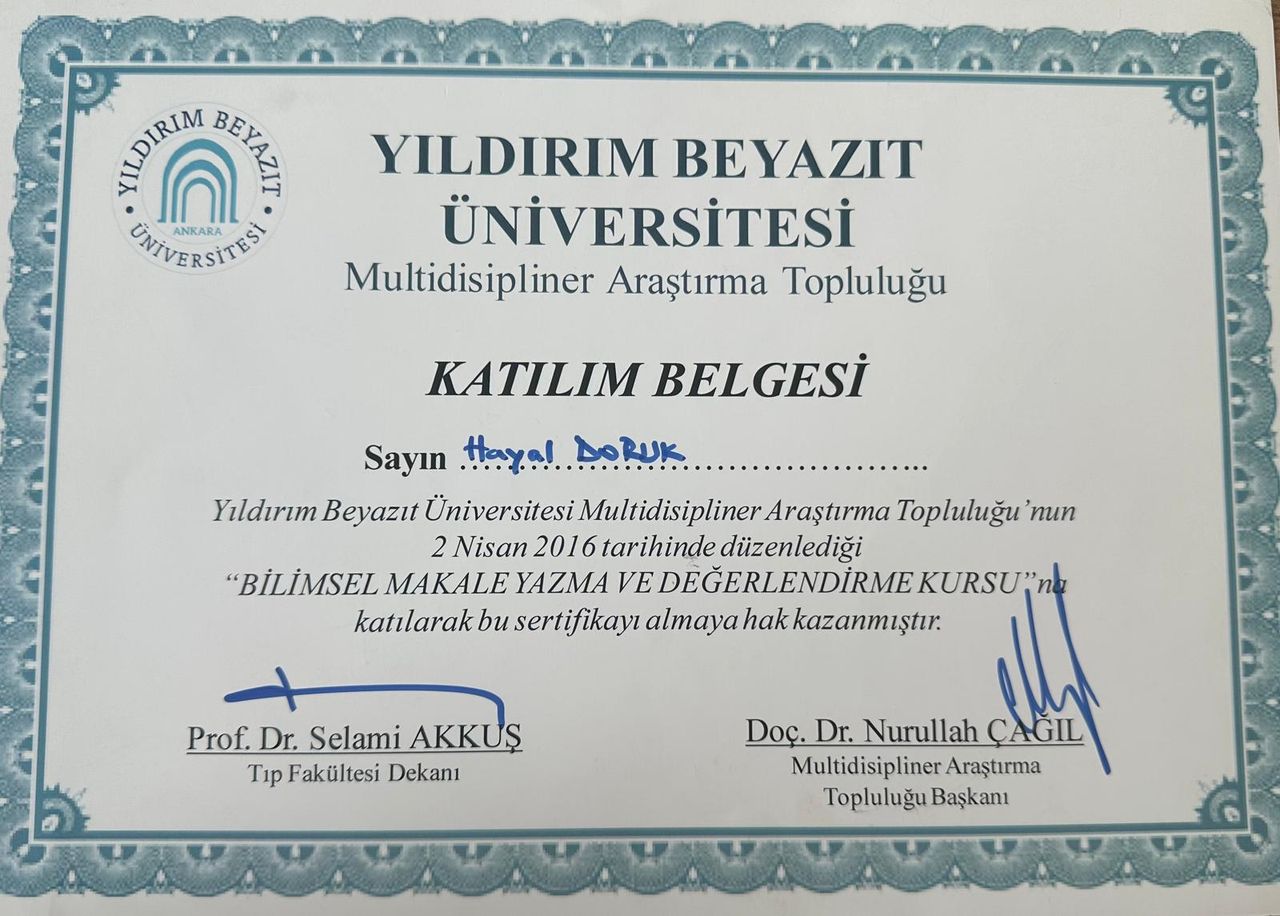 YILDIRIM BEYAZIT
ÜNİVERSİTESİ
ANKARA
YILDIRIM BEYAZIT
ÜNİVERSİTESİ
Multidisipliner Araştırma Topluluğu
KATILIM BELGESİ
Sayın Hayal DORUK
Yıldırım Beyazıt Üniversitesi Multidisipliner Araştırma Topluluğu’nun
2 Nisan 2016 tarihinde düzenlediği
“BİLİMSEL MAKALE YAZMA VE DEĞERLENDİRME KURSU”na
katılarak bu sertifikayı almaya hak kazanmıştır.
Prof. Dr. Selami AKKUŞ
Tıp Fakültesi Dekanı
Doç. Dr. Nurullah ÇAĞIL
Multidisipliner Araştırma
Topluluğu Başkanı